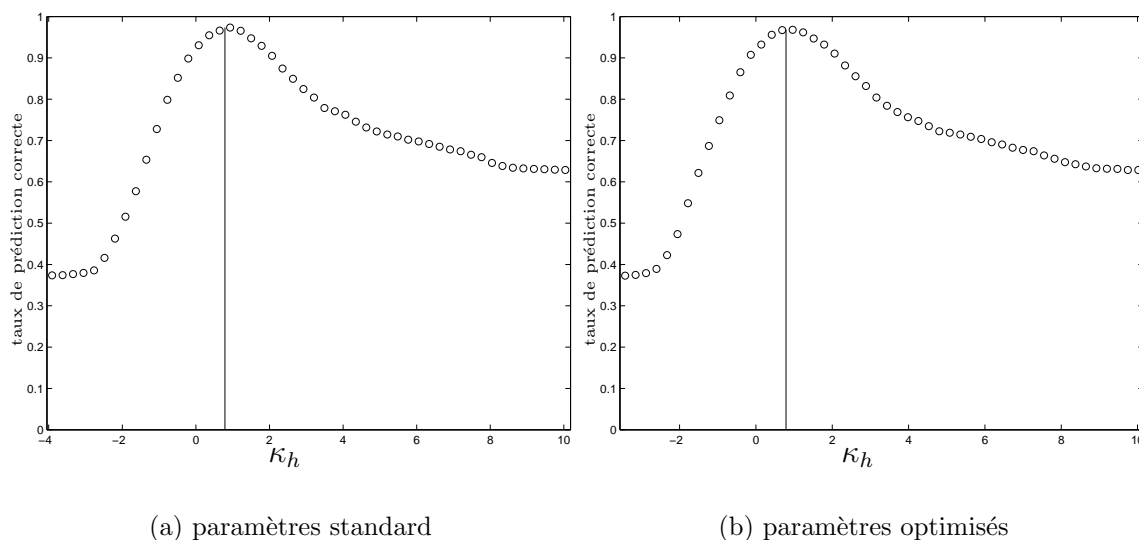 1
0.9
0.8
0.7
0.6
0.5
0.4
0.3
0.2
0.1
0
taux de prédiction correcte
−4 −2 0 2 4 6 8 10
κh
(a) paramètres standard
1
0.9
0.8
0.7
0.6
0.5
0.4
0.3
0.2
0.1
0
taux de prédiction correcte
−2 0 2 4 6 8 10
κh
(b) paramètres optimisés